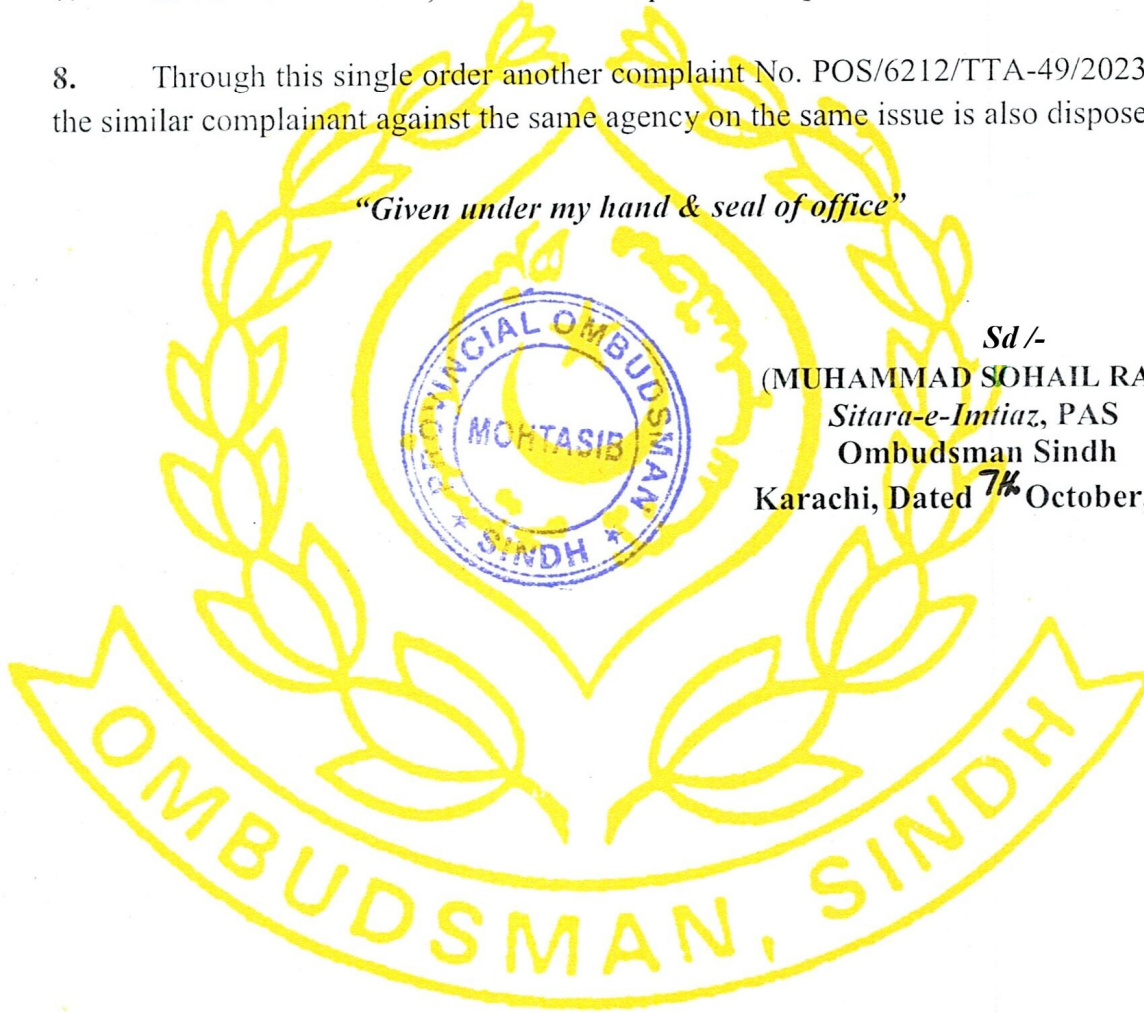 8. Through this single order another complaint No. POS/6212/TTA-49/2023
the similar complainant against the same agency on the same issue is also dispose
“Given under my hand & seal of office”
PROVINCIAL OMBUDSMAN
MOHTASIB
★ SINDH ★
Sd /-
(MUHAMMAD SOHAIL RA
Sitara-e-Imtiaz, PAS
Ombudsman Sindh
Karachi, Dated 7th October
OMBUDSMAN, SINDH